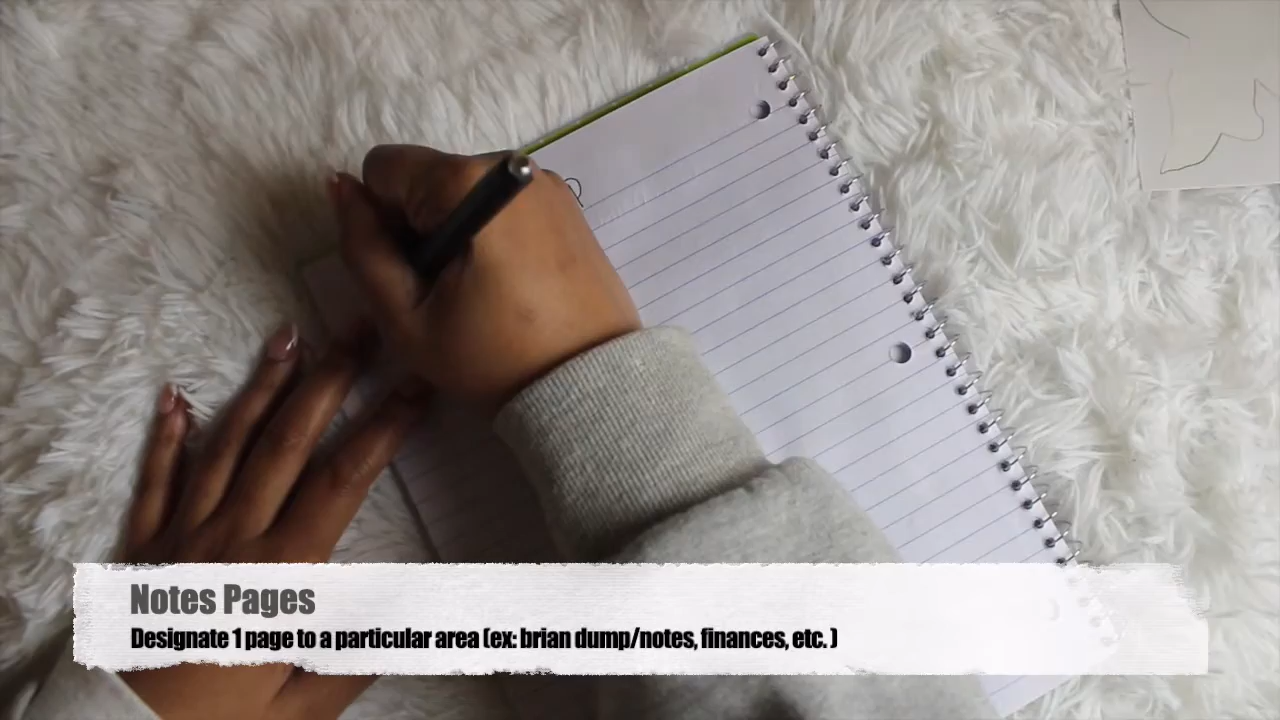 Notes Pages
Designate 1 page to a particular area (ex: brian dump/notes, finances, etc. )